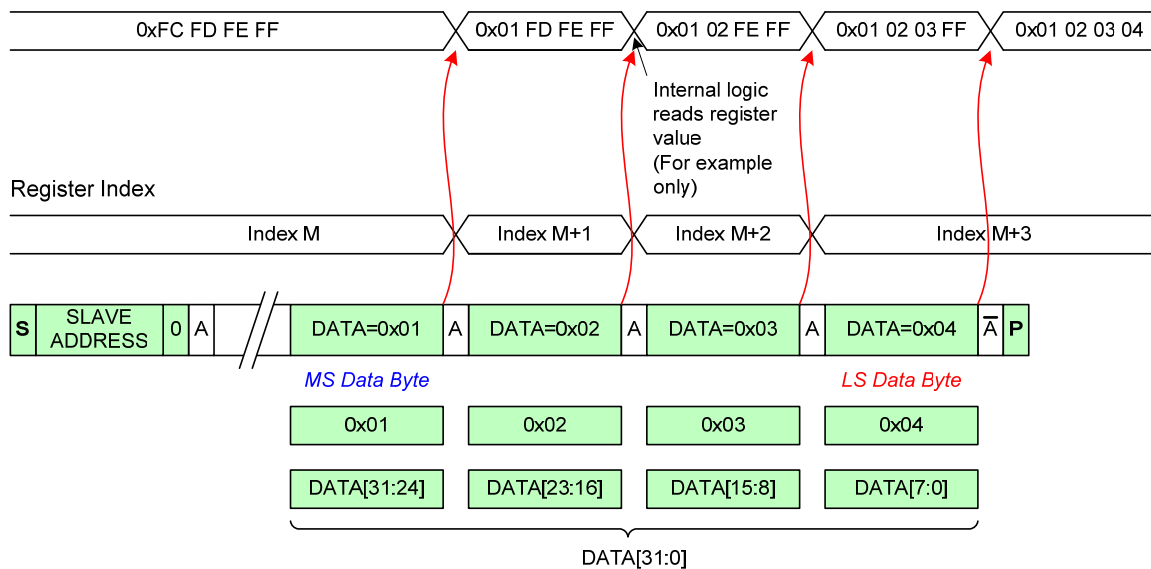 0xFC FD FE FF 0x01 FD FE FF 0x01 02 FE FF 0x01 02 03 FF 0x01 02 03 04
Internal logic
reads register
value
(For example
only)
Register Index
Index M Index M+1 Index M+2 Index M+3
S SLAVE ADDRESS 0 A DATA=0x01 A DATA=0x02 A DATA=0x03 A DATA=0x04 A̅ P
MS Data Byte LS Data Byte
0x01 0x02 0x03 0x04
DATA[31:24] DATA[23:16] DATA[15:8] DATA[7:0]
DATA[31:0]